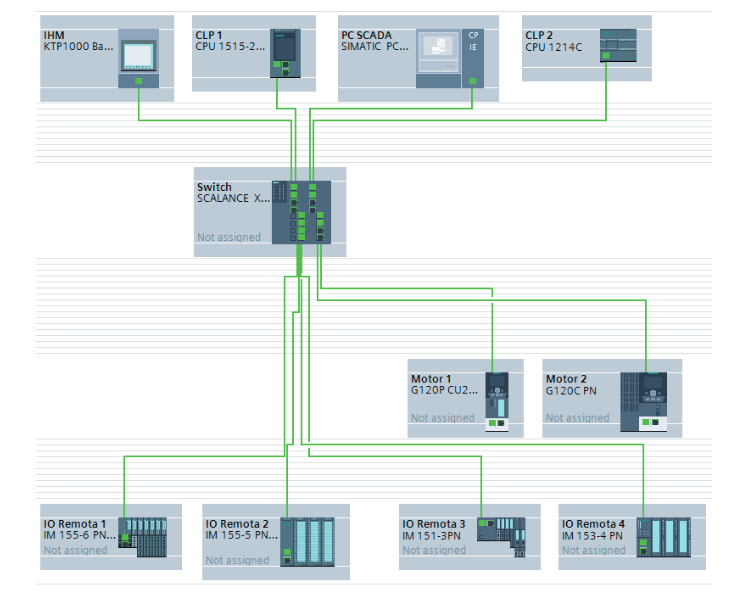 IHM
KTP1000 Ba...
CLP 1
CPU 1515-2...
PC SCADA
SIMATIC PC...
CP
IE
CLP 2
CPU 1214C
Switch
SCALANCE X...
Not assigned
Motor 1
G120P CU2...
Not assigned
Motor 2
G120C PN
Not assigned
IO Remota 1
IM 155-6 PN...
Not assigned
IO Remota 2
IM 155-5 PN...
Not assigned
IO Remota 3
IM 151-3PN
Not assigned
IO Remota 4
IM 153-4 PN
Not assigned